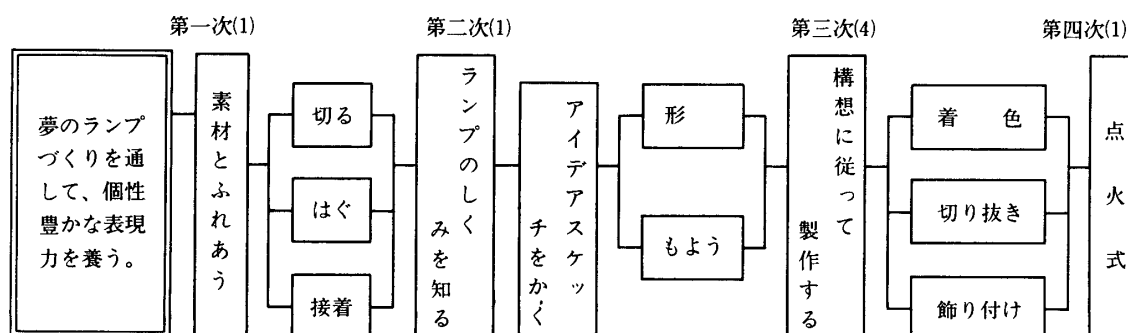 第一次(1)
第二次(1)
第三次(4)
第四次(1)
夢のランプ
づくりを通
して、個性
豊かな表現
力を養う。
素材とふれあう
切る
はぐ
接着
ランプのしく
みを知る
アイデアスケッ
チをかく
形
もよう
構想に従って
製作する
着色
切り抜き
飾り付け
点火式